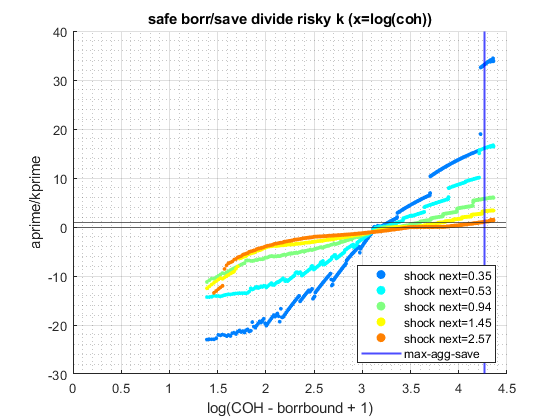 safe borr/save divide risky k (x=log(coh))
40
30
20
10
0
-10
-20
-30
aprime/kprime
0
0.5
1
1.5
2
2.5
3
3.5
4
4.5
log(COH - borrbound + 1)
shock next=0.35
shock next=0.53
shock next=0.94
shock next=1.45
shock next=2.57
max-agg-save